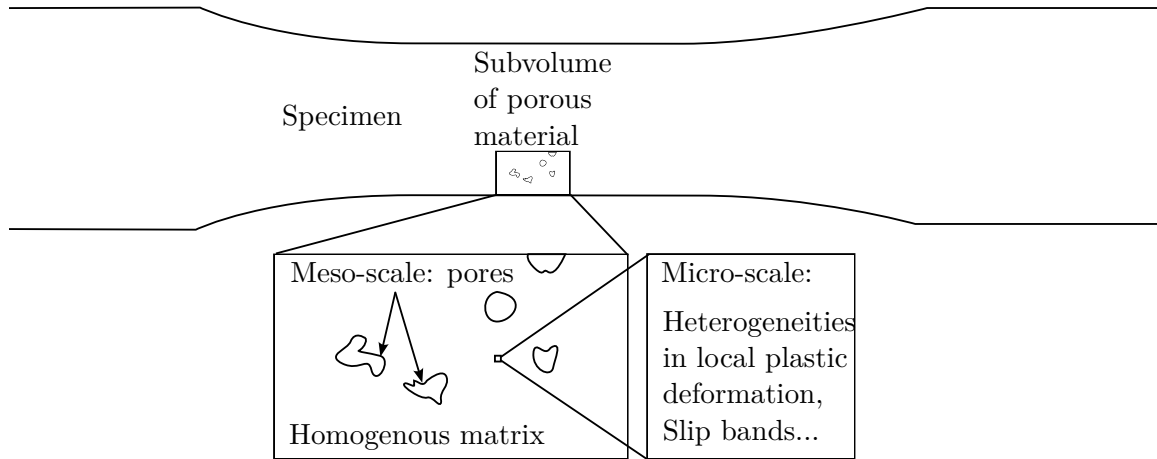 Subvolume
of porous
material
Specimen
Meso-scale: pores
Homogenous matrix
Micro-scale:
Heterogeneities
in local plastic
deformation,
Slip bands...